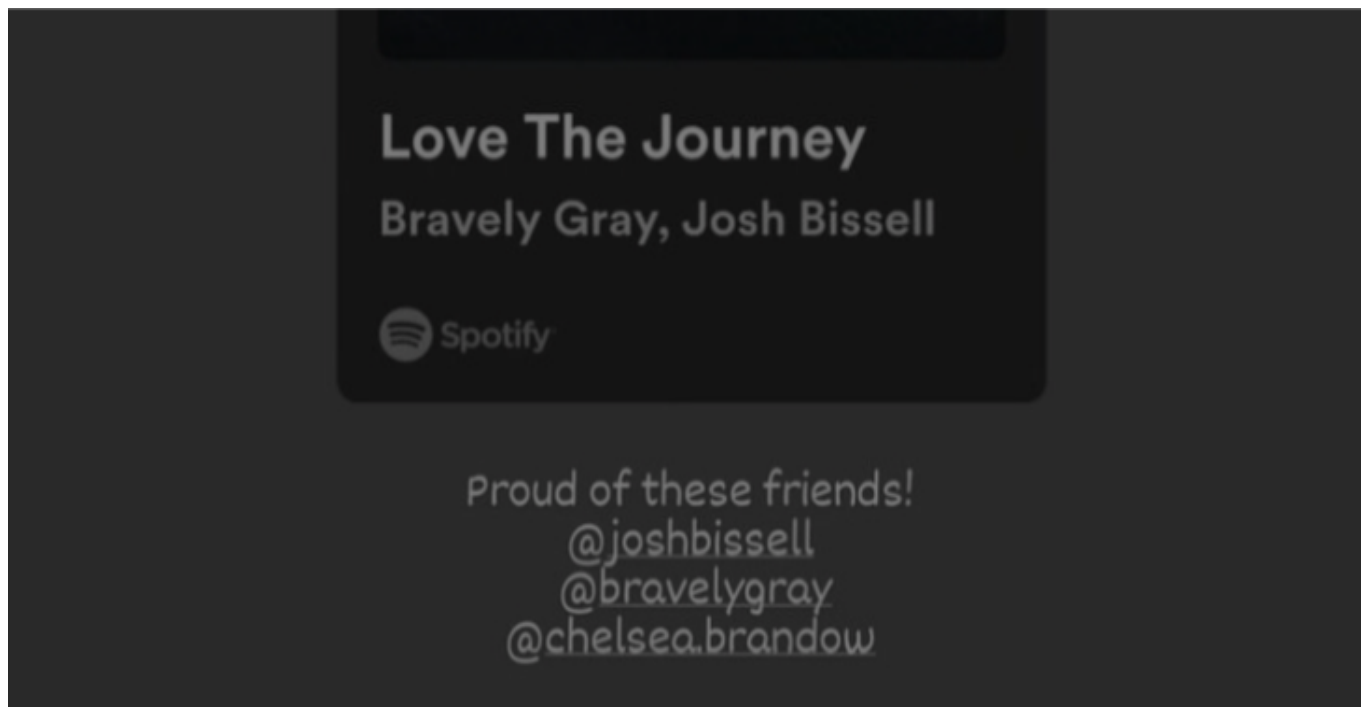 Love The Journey
Bravely Gray, Josh Bissell
Spotify
Proud of these friends!
@joshbissell
@bravelygray
@chelsea.brandow